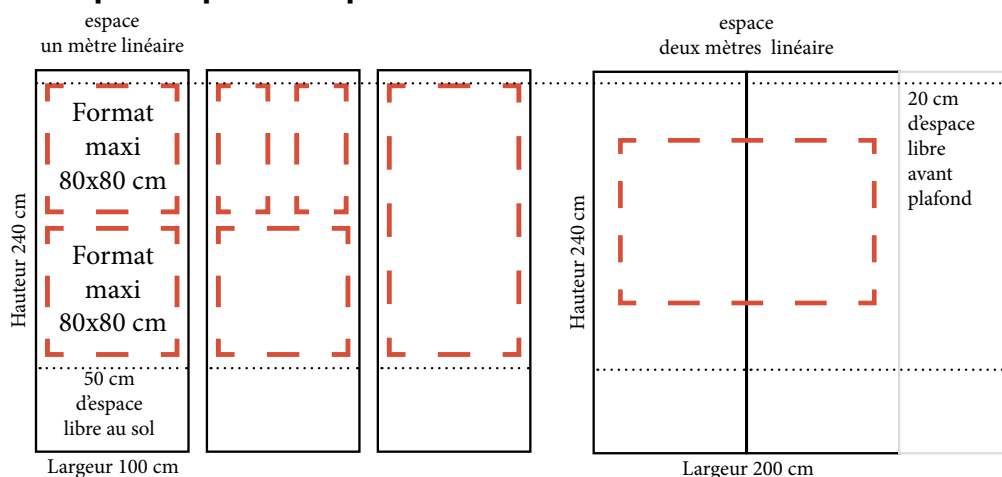 espace
un mètre linéaire
Format
maxi
80x80 cm
Format
maxi
80x80 cm
Hauteur 240 cm
50 cm
d'espace
libre au sol
Largeur 100 cm
espace
deux mètres linéaire
Hauteur 240 cm
20 cm
d'espace
libre
avant
plafond
Largeur 200 cm